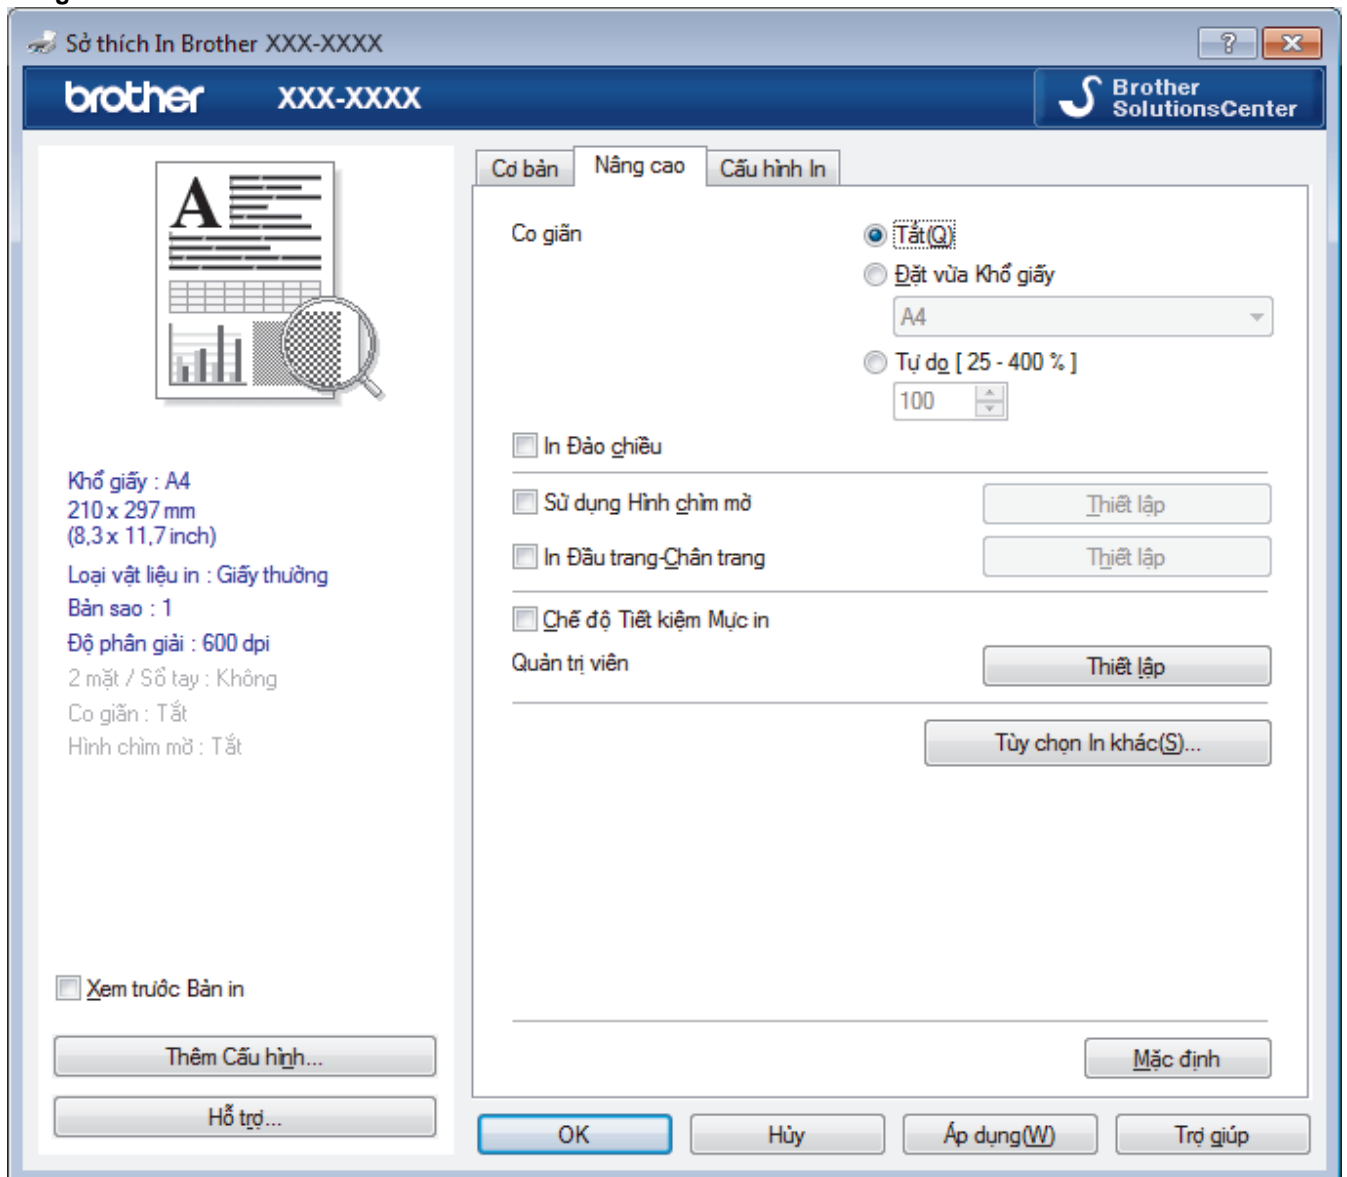 Sở thích In Brother XXX-XXXX
brother XXX-XXXX
Brother
SolutionsCenter
A
Khổ giấy : A4
210 x 297 mm
(8,3 x 11,7 inch)
Loại vật liệu in : Giấy thường
Bản sao : 1
Độ phân giải : 600 dpi
2 mặt / Sổ tay : Không
Co giãn : Tắt
Hình chìm mờ : Tắt
Xem trước Bản in
Thêm Cấu hình...
Hỗ trợ...
Cơ bản Nâng cao Cấu hình In
Co giãn
Tắt(Q)
Đặt vừa Khổ giấy
A4
Tự do [ 25 - 400 % ]
100
In Đảo chiều
Sử dụng Hình chìm mờ Thiết lập
In Đầu trang-Chân trang Thiết lập
Chế độ Tiết kiệm Mực in
Quản trị viên Thiết lập
Tùy chọn In khác(S)...
Mặc định
OK Hủy Áp dụng(W) Trợ giúp